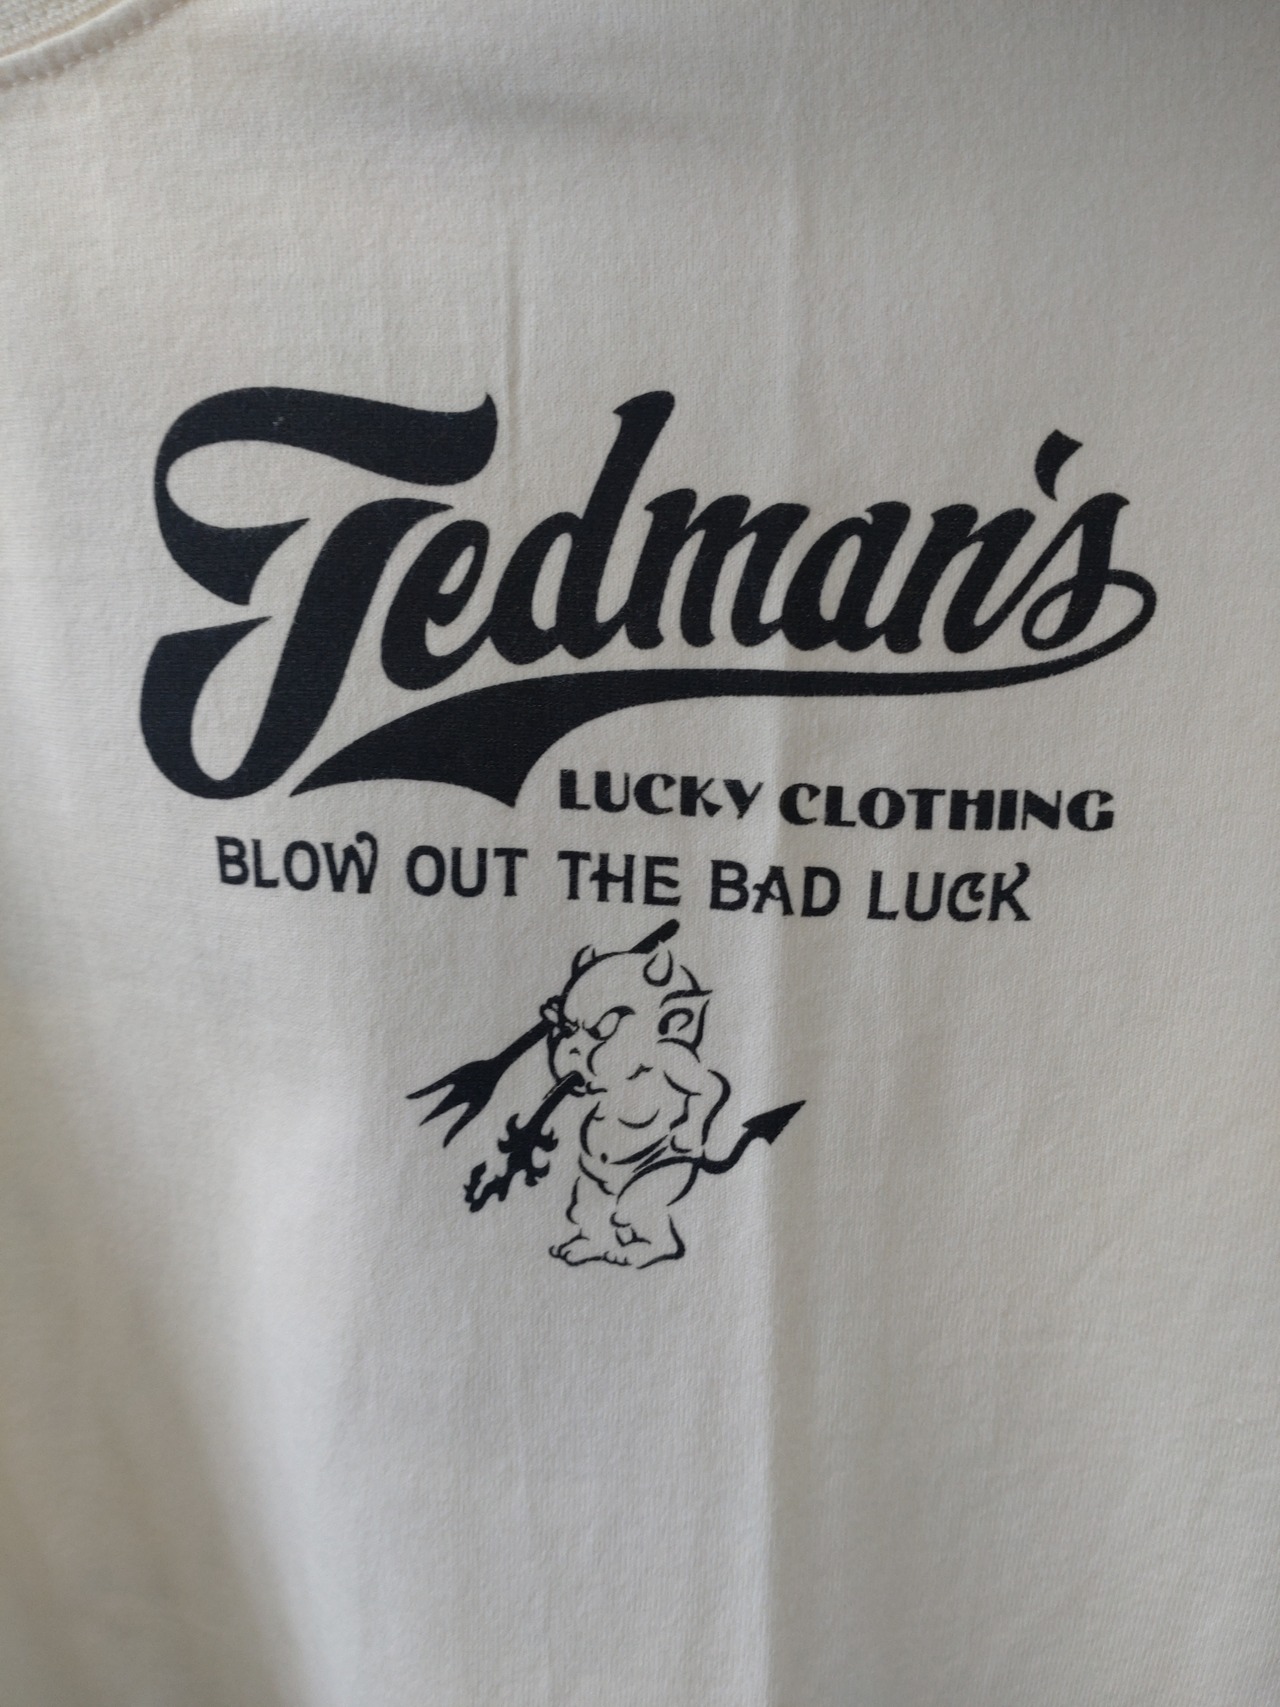 Tedman's
LUCKY CLOTHING
BLOW OUT THE BAD LUCK